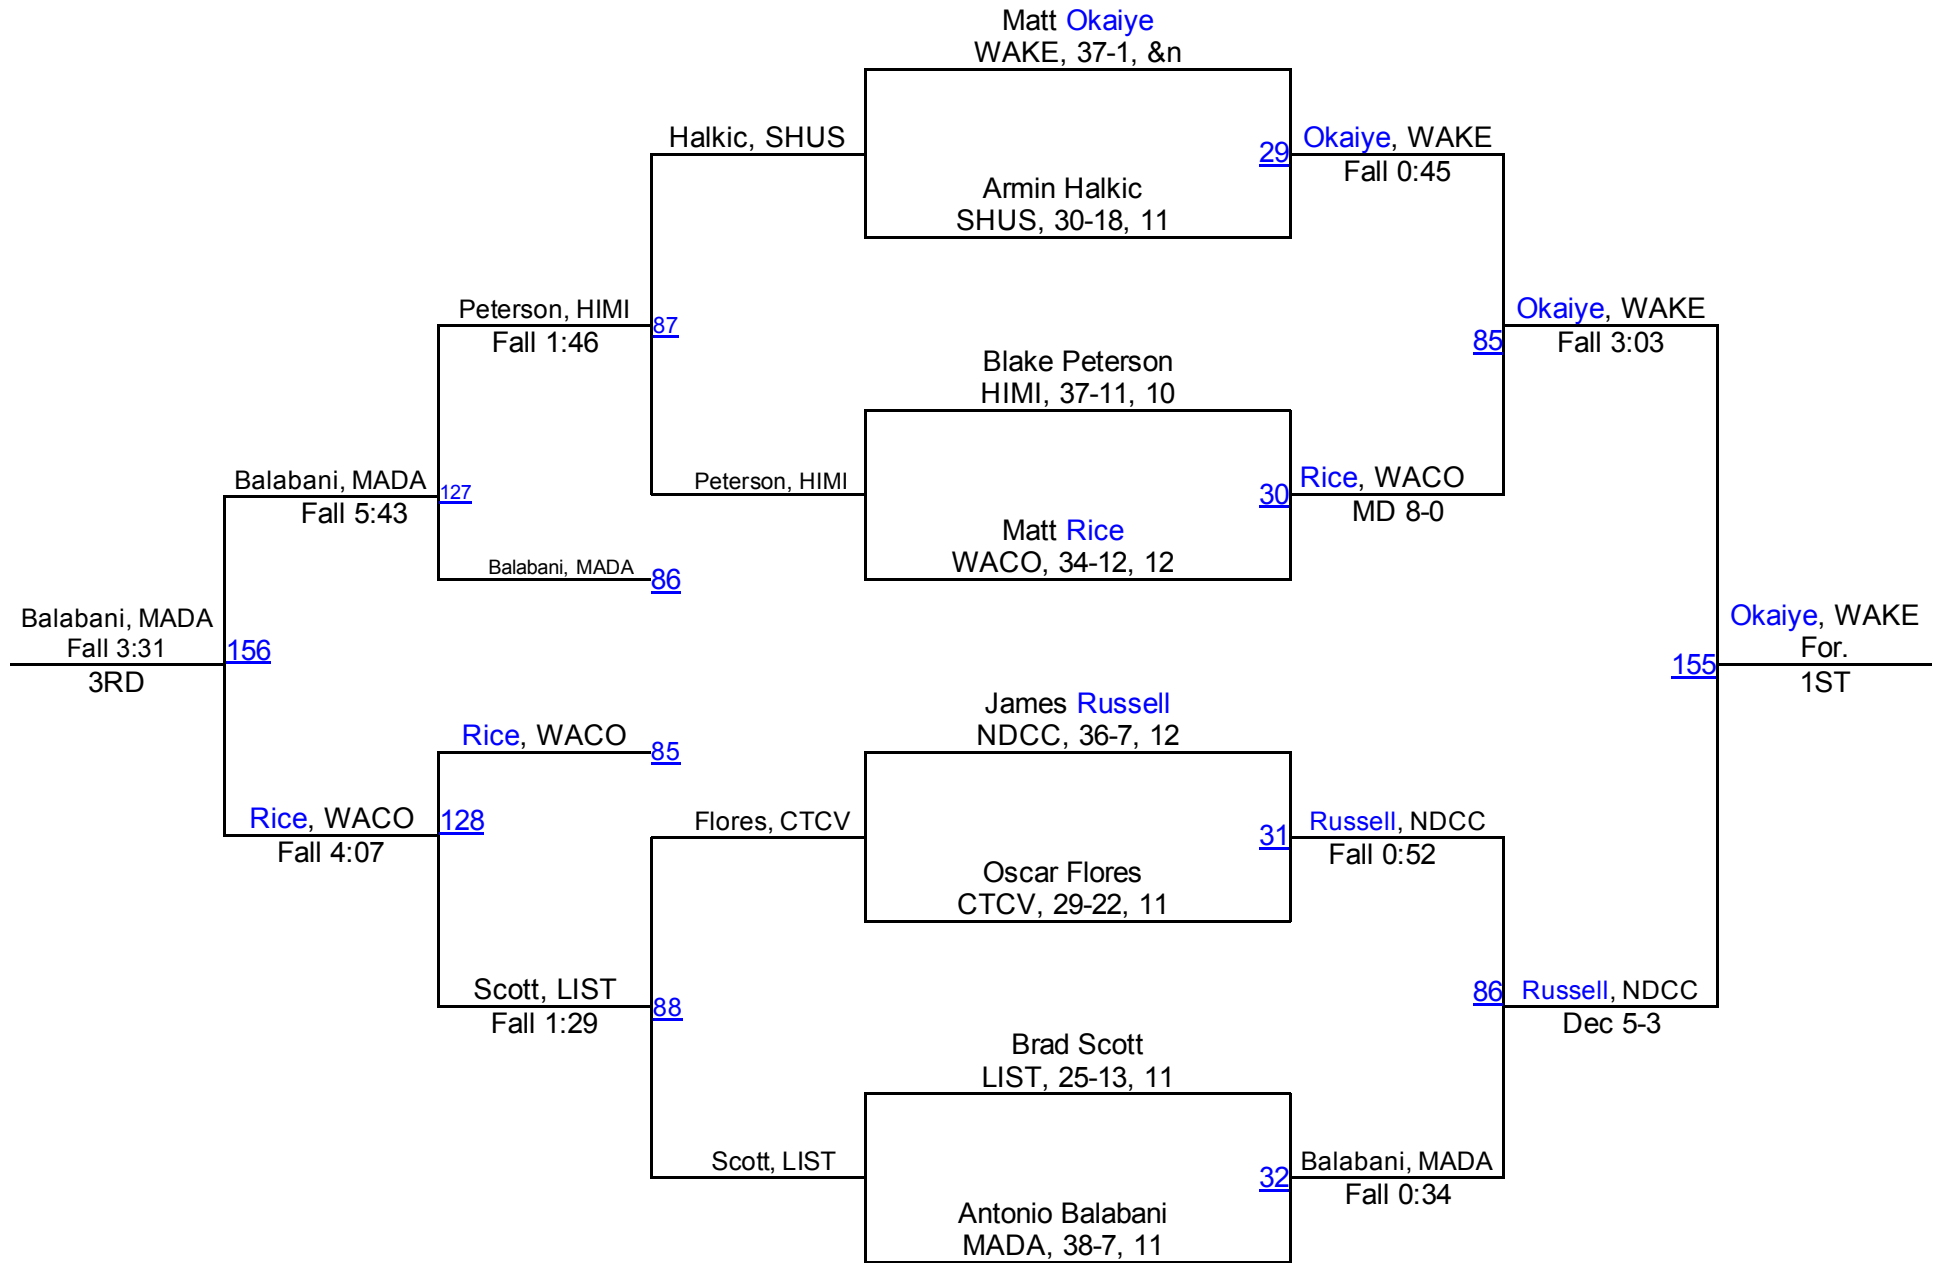 Matt Okaiye
WAKE, 37-1, &n
Halkic, SHUS
29
Okaiye, WAKE
Fall 0:45
Armin Halkic
SHUS, 30-18, 11
Peterson, HIMI
Fall 1:46
87
Okaiye, WAKE
Fall 3:03
85
Blake Peterson
HIMI, 37-11, 10
Peterson, HIMI
30
Rice, WACO
MD 8-0
Balabani, MADA
Fall 5:43
127
Matt Rice
WACO, 34-12, 12
Balabani, MADA
86
Balabani, MADA
Fall 3:31
3RD
156
Okaiye, WAKE
For.
1ST
155
James Russell
NDCC, 36-7, 12
Rice, WACO
85
Rice, WACO
Fall 4:07
128
Flores, CTCV
31
Russell, NDCC
Fall 0:52
Oscar Flores
CTCV, 29-22, 11
Scott, LIST
Fall 1:29
88
86
Russell, NDCC
Dec 5-3
Brad Scott
LIST, 25-13, 11
Scott, LIST
32
Balabani, MADA
Fall 0:34
Antonio Balabani
MADA, 38-7, 11